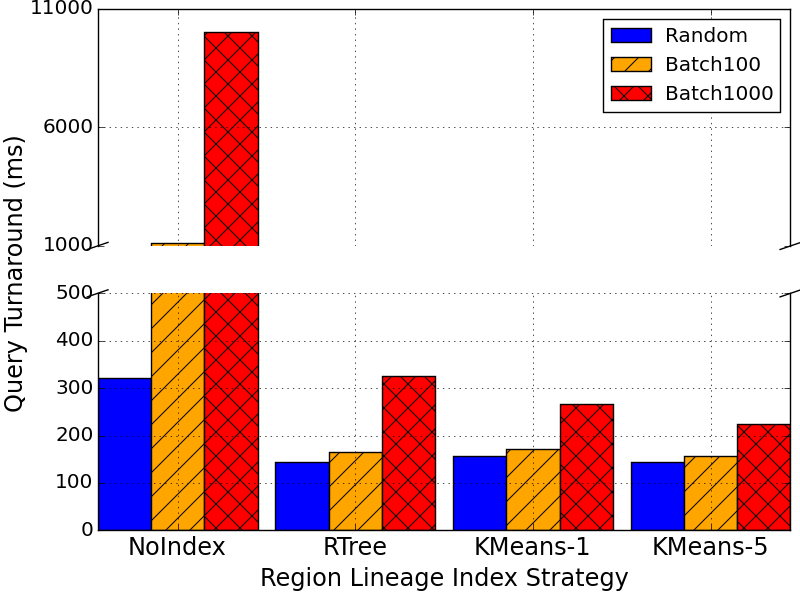 11000
6000
1000
500
400
300
200
100
0
Query Turnaround (ms)
Random
Batch100
Batch1000
NoIndex
RTree
KMeans-1
KMeans-5
Region Lineage Index Strategy